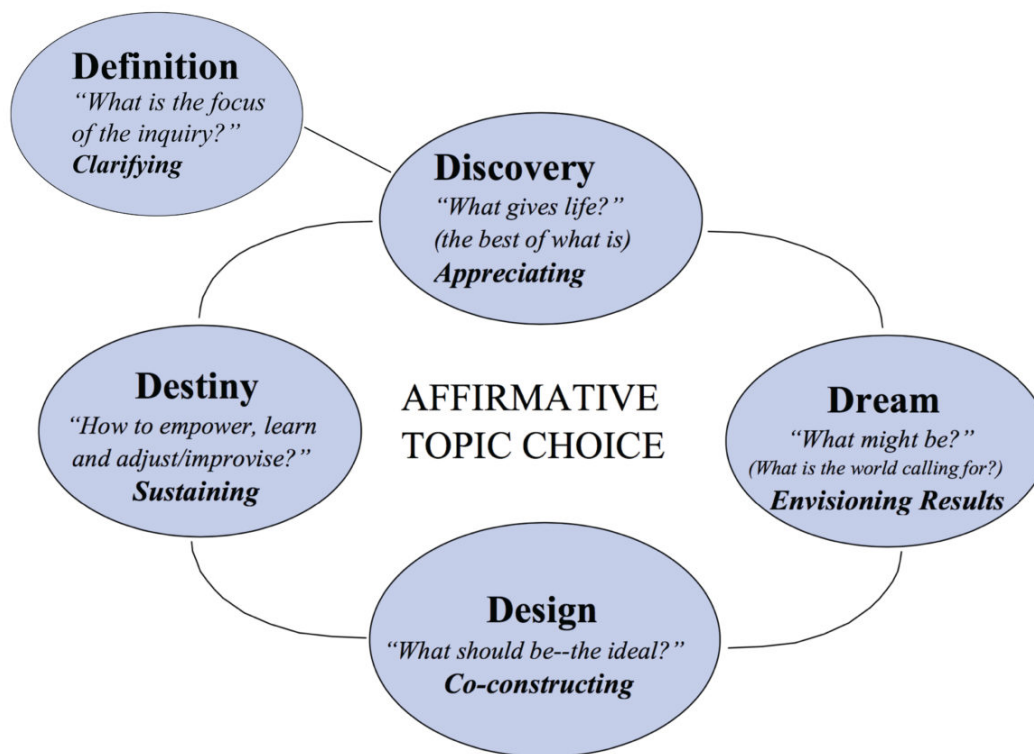 Definition
“What is the focus
of the inquiry?”
Clarifying
Discovery
“What gives life?”
(the best of what is)
Appreciating
Destiny
“How to empower, learn
and adjust/improvise?”
Sustaining
AFFIRMATIVE
TOPIC CHOICE
Dream
“What might be?”
(What is the world calling for?)
Envisioning Results
Design
“What should be--the ideal?”
Co-constructing